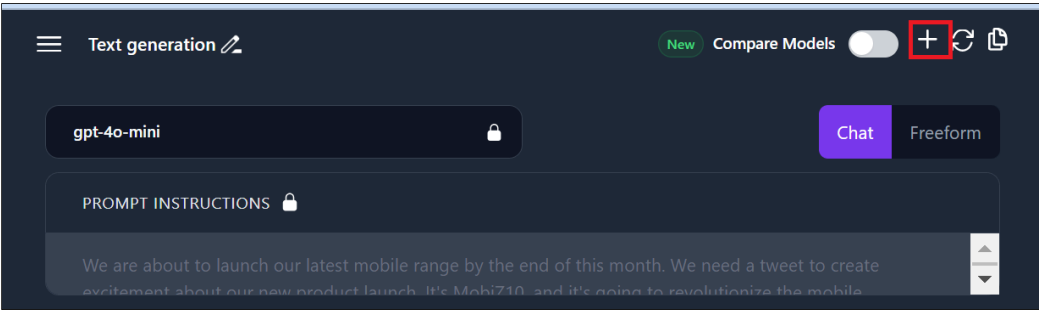 Text generation
New Compare Models
gpt-4o-mini
Chat Freeform
PROMPT INSTRUCTIONS
We are about to launch our latest mobile range by the end of this month. We need a tweet to create
excitement about our new product launch. It's MobiZ10, and it's going to revolutionize the mobile